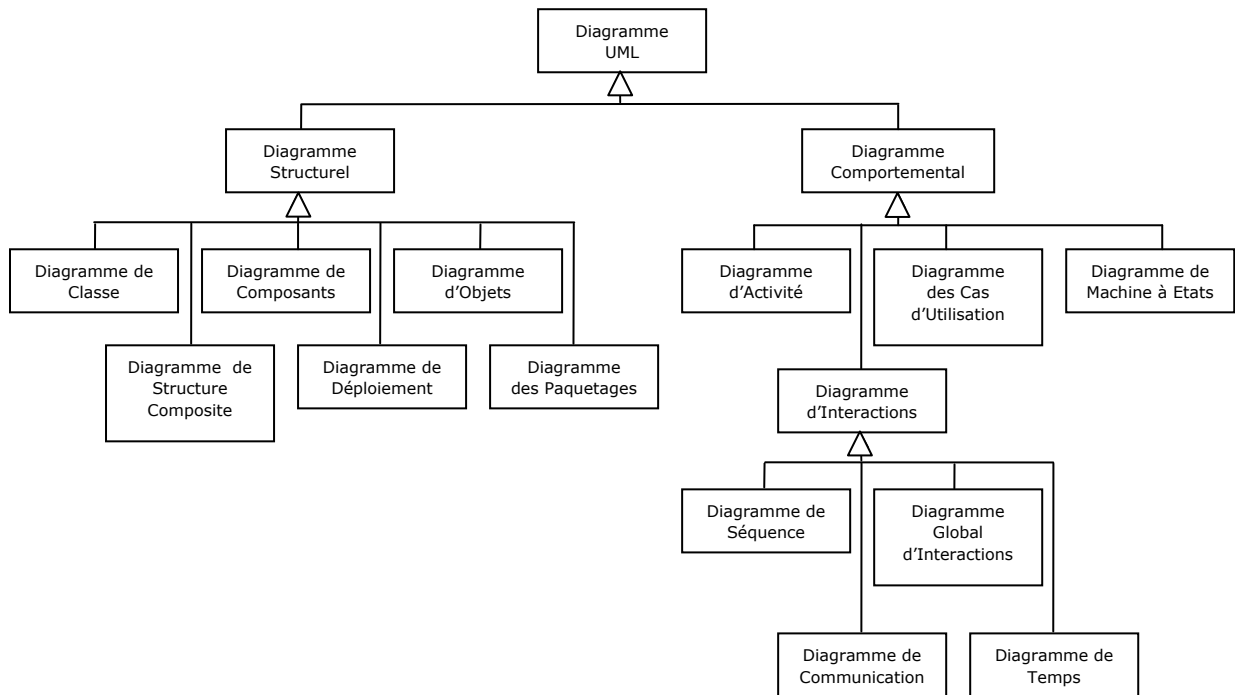 Diagramme
UML
Diagramme
Structurel
Diagramme
Comportemental
Diagramme de
Classe
Diagramme de
Composants
Diagramme
d’Objets
Diagramme
d’Activité
Diagramme
des Cas
d’Utilisation
Diagramme de
Machine à Etats
Diagramme de
Structure
Composite
Diagramme de
Déploiement
Diagramme
des Paquetages
Diagramme
d’Interactions
Diagramme de
Séquence
Diagramme
Global
d’Interactions
Diagramme de
Communication
Diagramme de
Temps